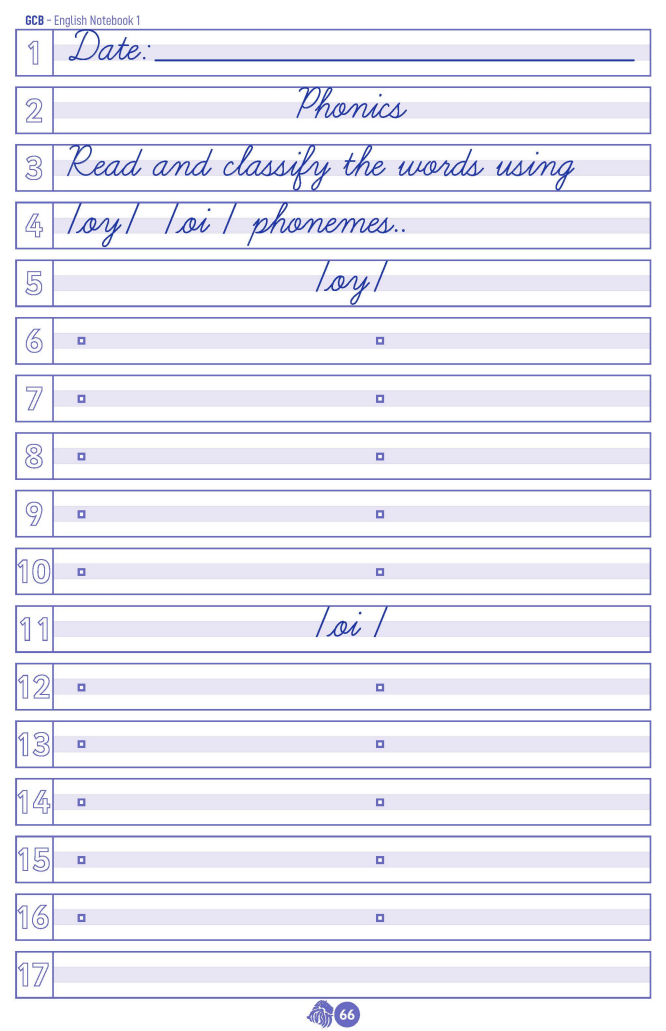 GCB - English Notebook 1
1 Date:
2 Phonics
3 Read and classify the words using
4 /oy/ /oi / phonemes..
5 /oy/
6
7
8
9
10
11 /oi /
12
13
14
15
16
17
66